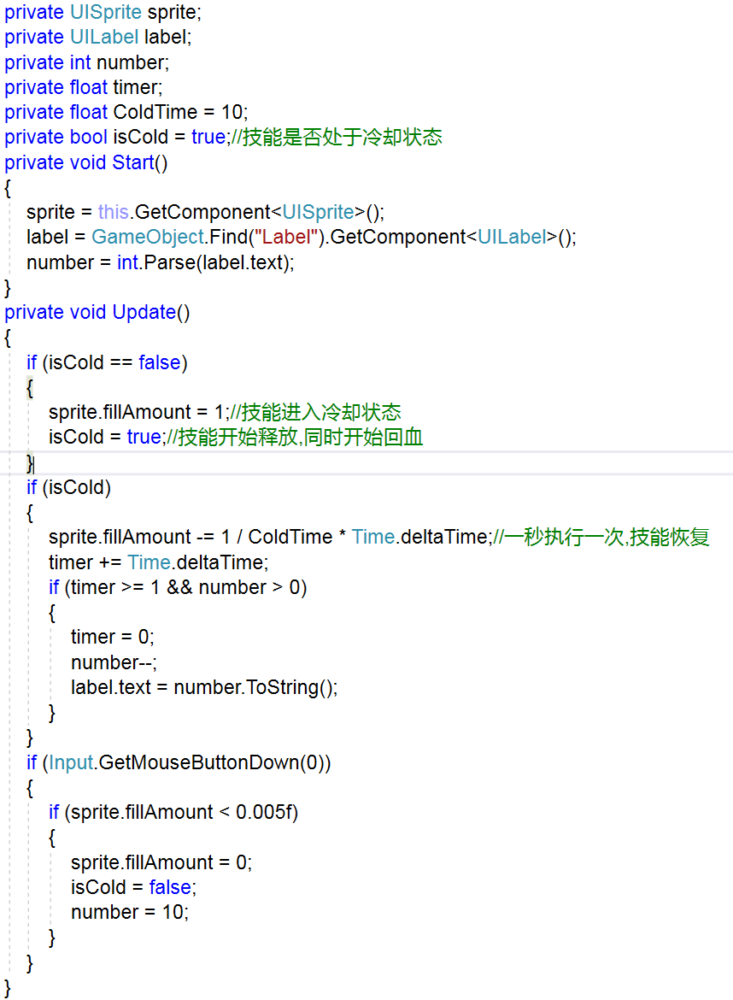 private UISprite sprite;
private UILabel label;
private int number;
private float timer;
private float ColdTime = 10;
private bool isCold = true;//技能是否处于冷却状态
private void Start()
{
    sprite = this.GetComponent<UISprite>();
    label = GameObject.Find("Label").GetComponent<UILabel>();
    number = int.Parse(label.text);
}
private void Update()
{
    if (isCold == false)
    {
        sprite.fillAmount = 1;//技能进入冷却状态
        isCold = true;//技能开始释放,同时开始回血
    }
    if (isCold)
    {
        sprite.fillAmount -= 1 / ColdTime * Time.deltaTime;//一秒执行一次,技能恢复
        timer += Time.deltaTime;
        if (timer >= 1 && number > 0)
        {
            timer = 0;
            number--;
            label.text = number.ToString();
        }
    }
    if (Input.GetMouseButtonDown(0))
    {
        if (sprite.fillAmount < 0.005f)
        {
            sprite.fillAmount = 0;
            isCold = false;
            number = 10;
        }
    }
}